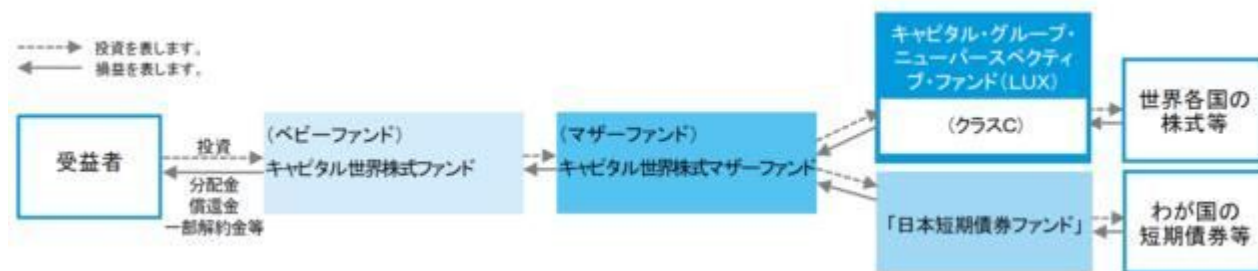 投資を表します。
損益を表します。
受益者
投資
分配金
償還金
一部解約金等
(ベビーファンド)
キャピタル世界株式ファンド
(マザーファンド)
キャピタル世界株式マザーファンド
キャピタル・グループ・
ニューパースペクティ
ブ・ファンド(LUX)
(クラスC)
世界各国の
株式等
「日本短期債券ファンド」
わが国の
短期債券等